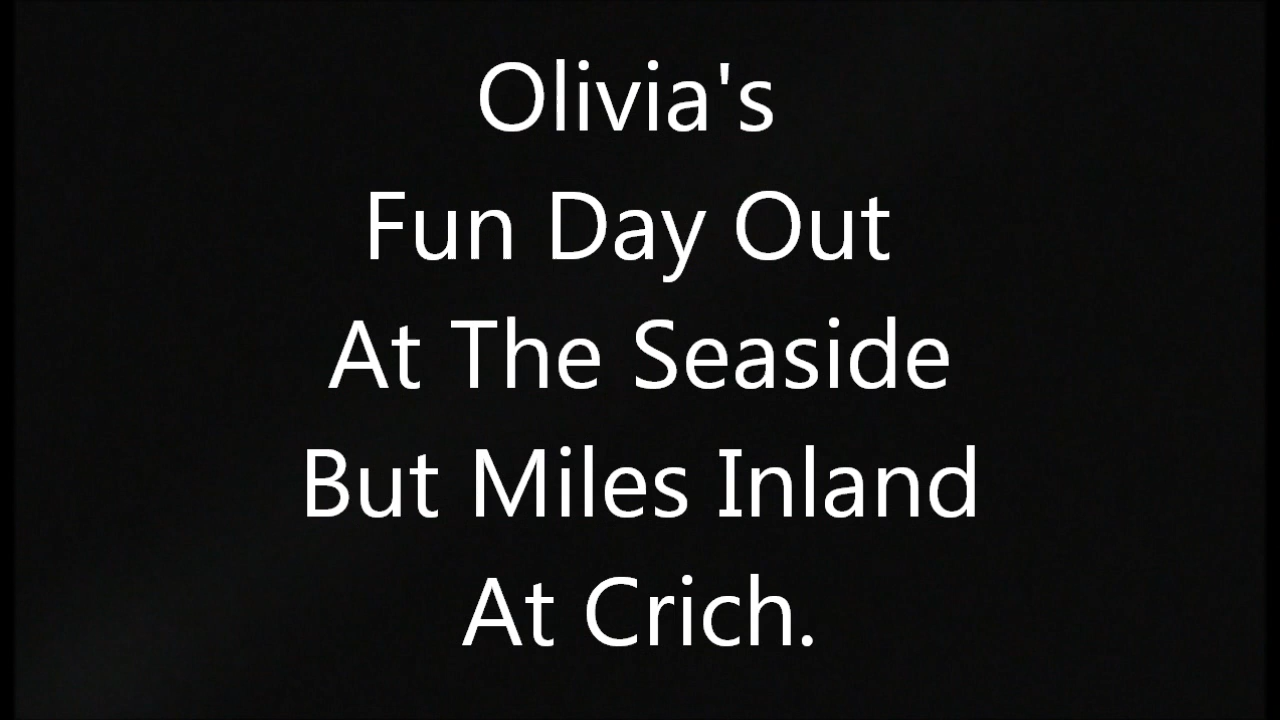 Olivia's
Fun Day Out
At The Seaside
But Miles Inland
At Crich.